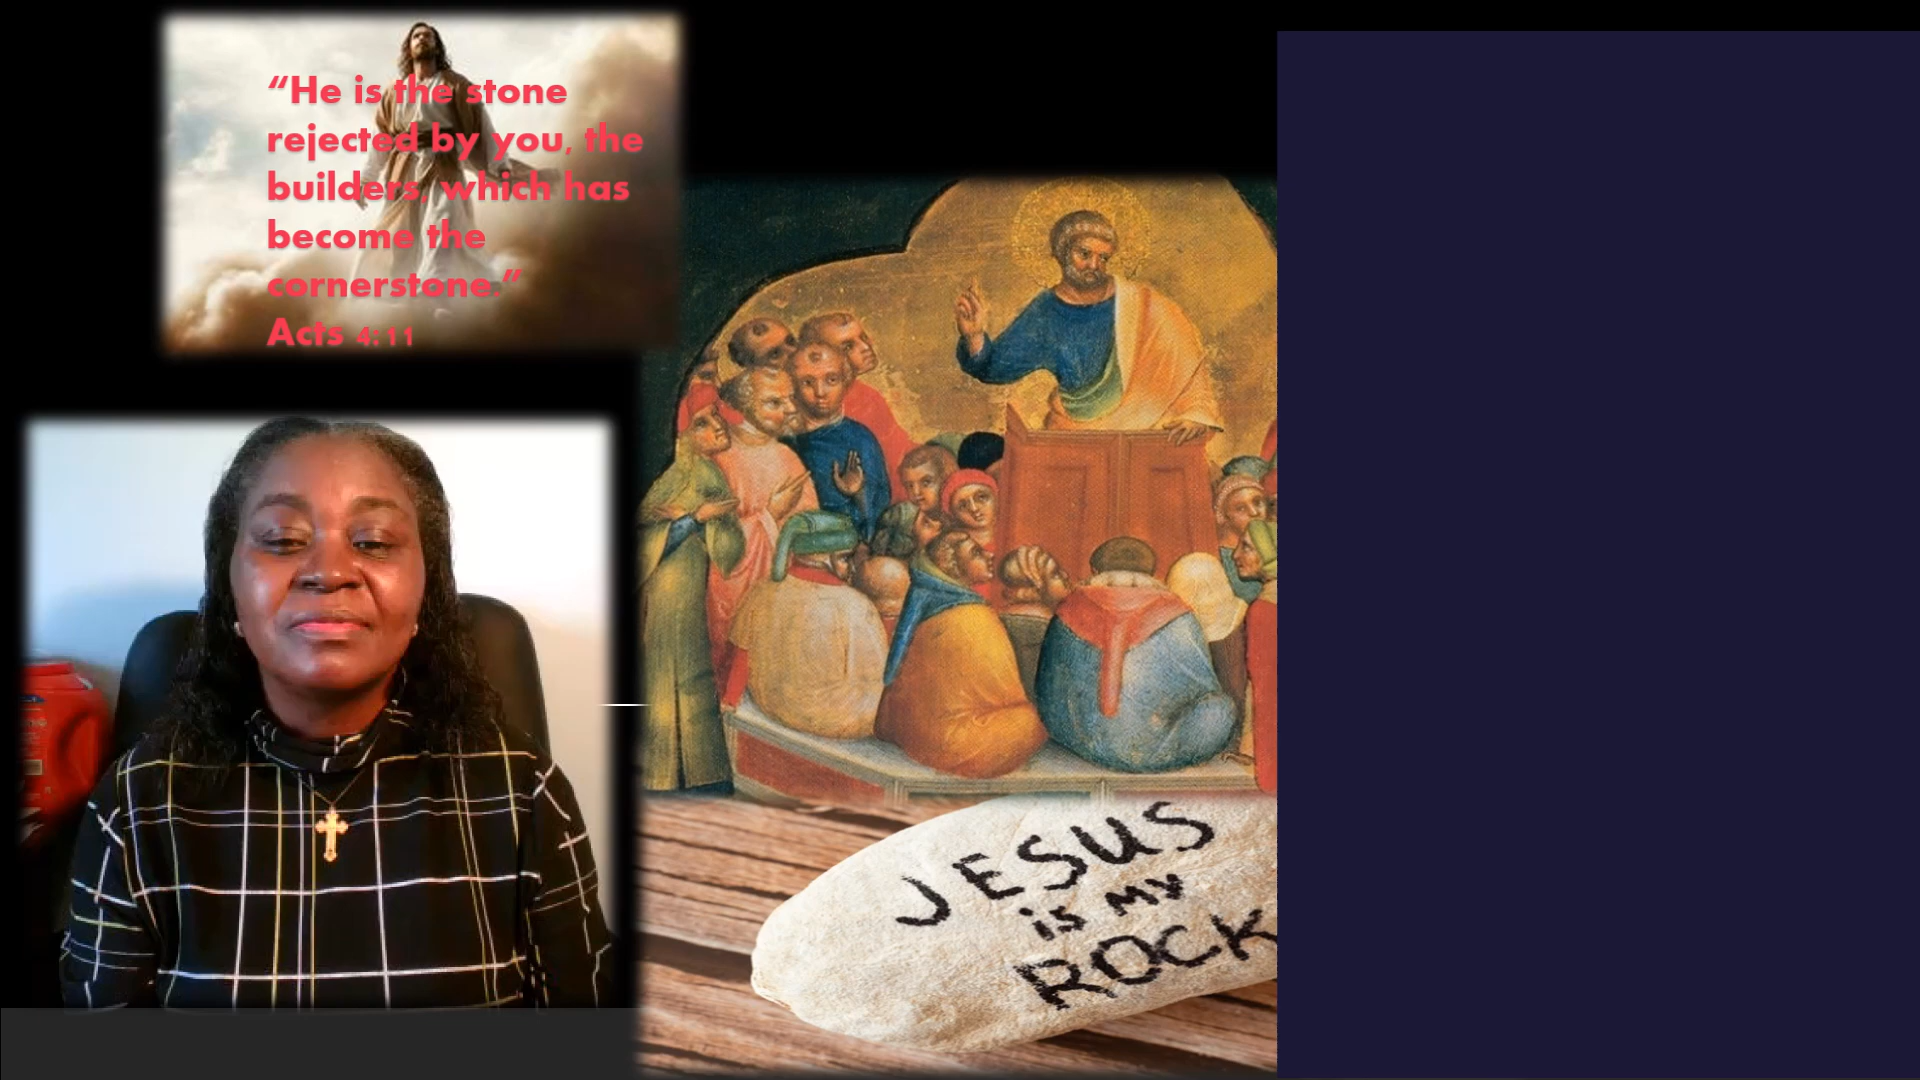 “He is the stone
rejected by you, the
builders, which has
become the
cornerstone.”
Acts 4:11
JESUS
is my
ROCK